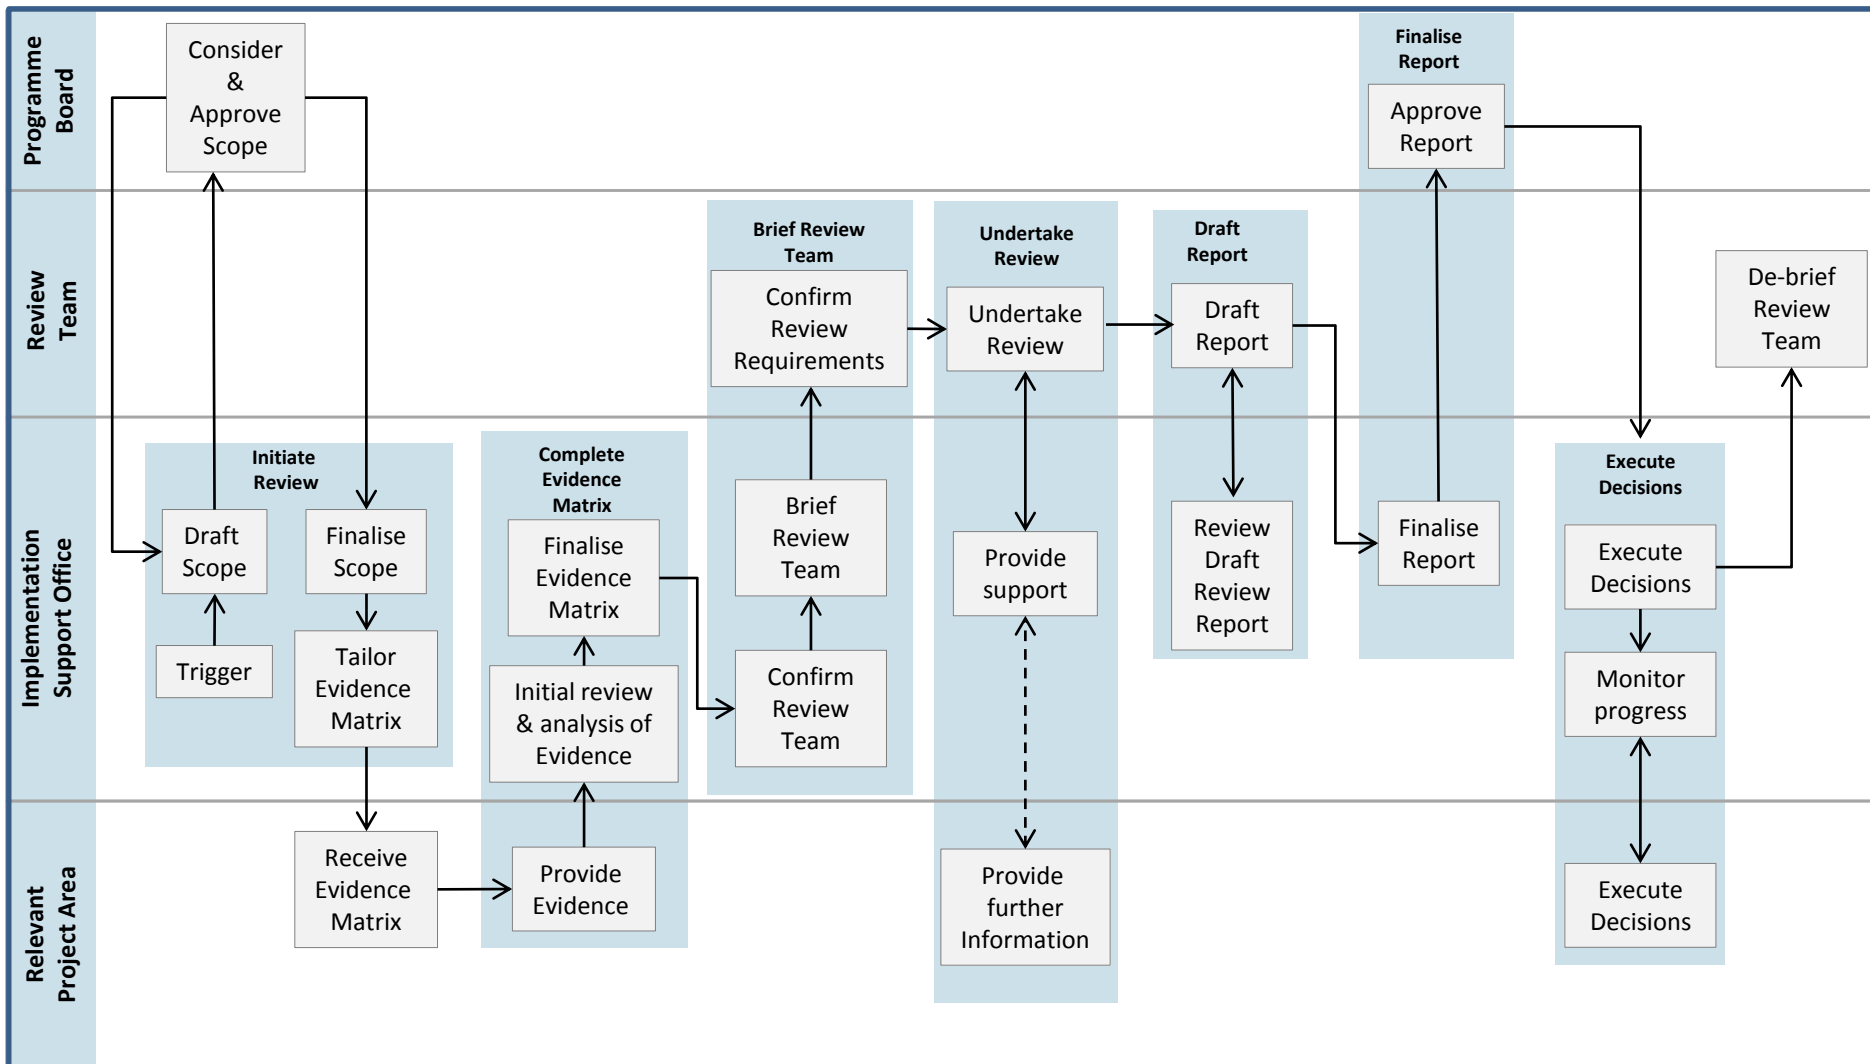 Programme
Board
Consider
&
Approve
Scope
Finalise
Report
Approve
Report
Review
Team
Brief Review
Team
Confirm
Review
Requirements
Undertake
Review
Undertake
Review
Draft
Report
Draft
Report
De-brief
Review
Team
Implementation
Support Office
Initiate
Review
Draft
Scope
Finalise
Scope
Trigger
Tailor
Evidence
Matrix
Complete
Evidence
Matrix
Finalise
Evidence
Matrix
Initial review
& analysis of
Evidence
Brief
Review
Team
Confirm
Review
Team
Provide
support
Review
Draft
Review
Report
Finalise
Report
Execute
Decisions
Execute
Decisions
Monitor
progress
Relevant
Project Area
Receive
Evidence
Matrix
Provide
Evidence
Provide
further
Information
Execute
Decisions